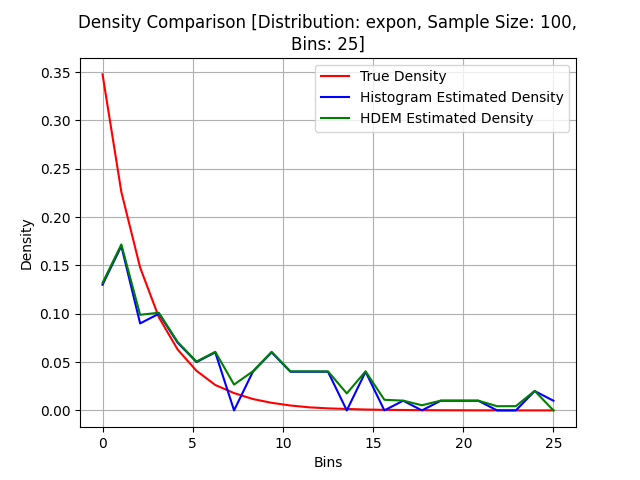 Density Comparison [Distribution: expon, Sample Size: 100,
Bins: 25]
True Density
Histogram Estimated Density
HDEM Estimated Density
Density
0.35
0.30
0.25
0.20
0.15
0.10
0.05
0.00
0 5 10 15 20 25
Bins